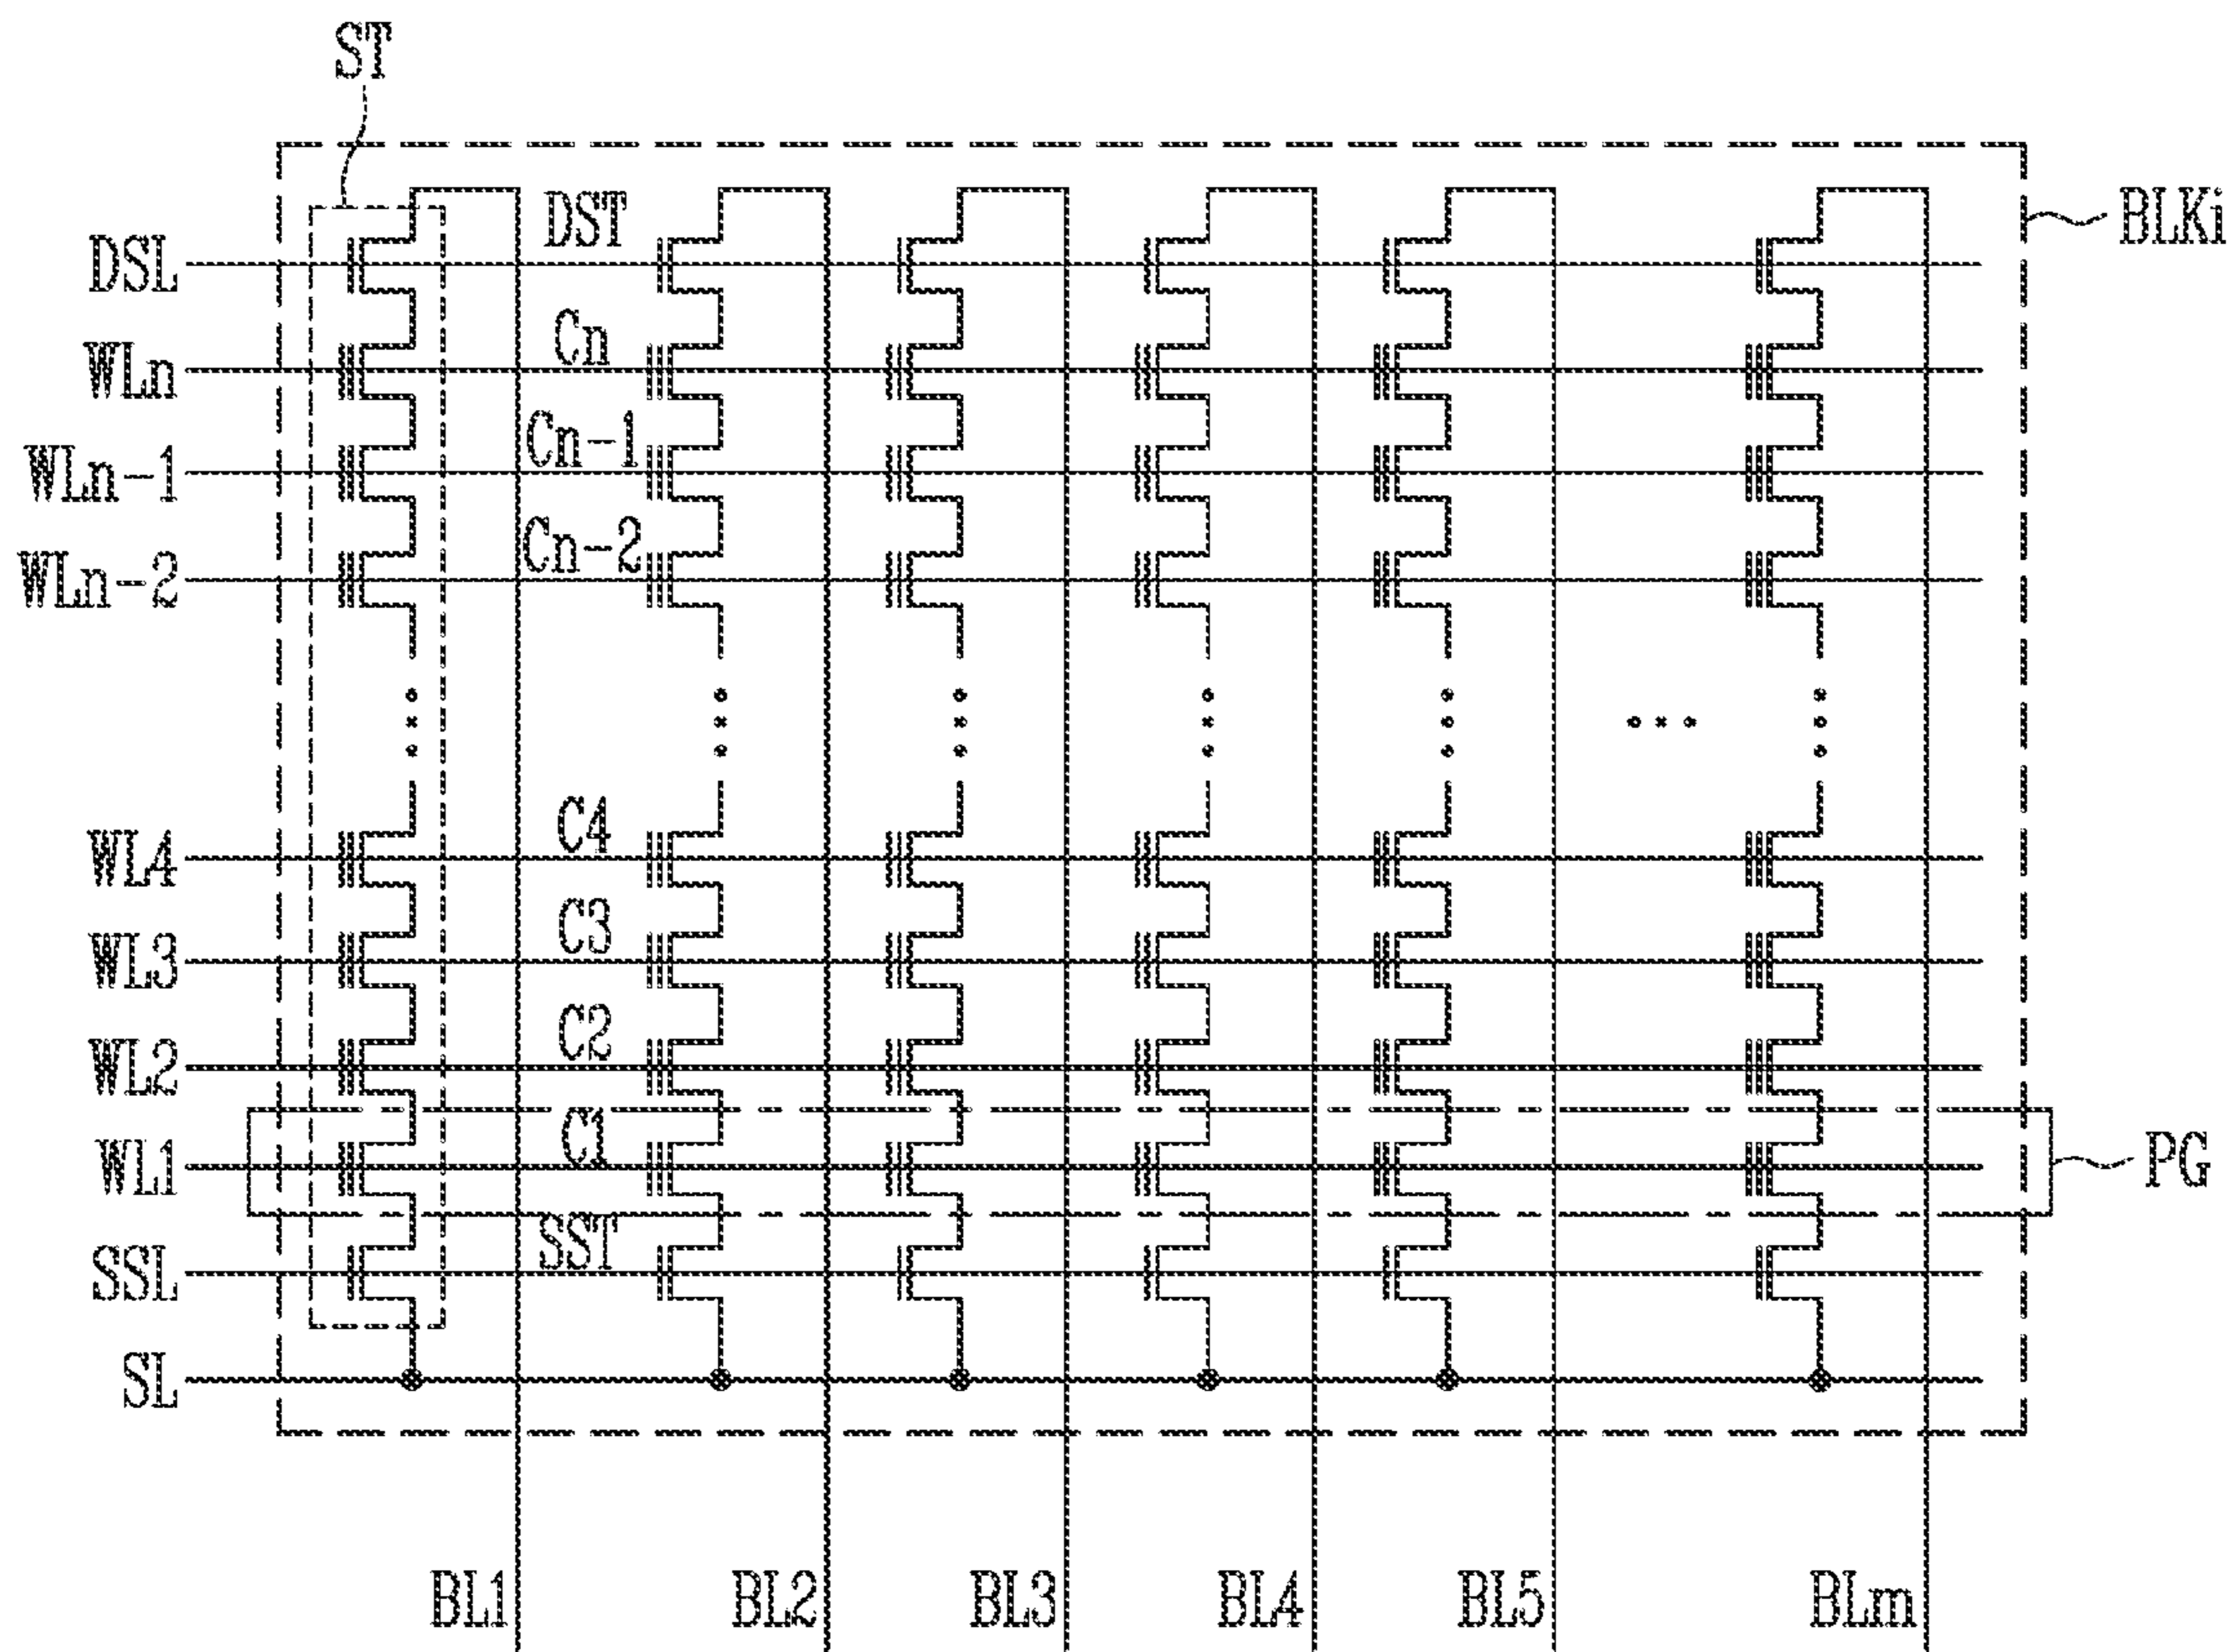 ST
BLKi
DSL
DST
WLn
Cn
WLn-1
Cn-1
WLn-2
Cn-2
WL4
C4
WL3
C3
WL2
C2
WL1
C1
PG
SSL
SST
SL
BL1
BL2
BL3
BL4
BL5
BLm